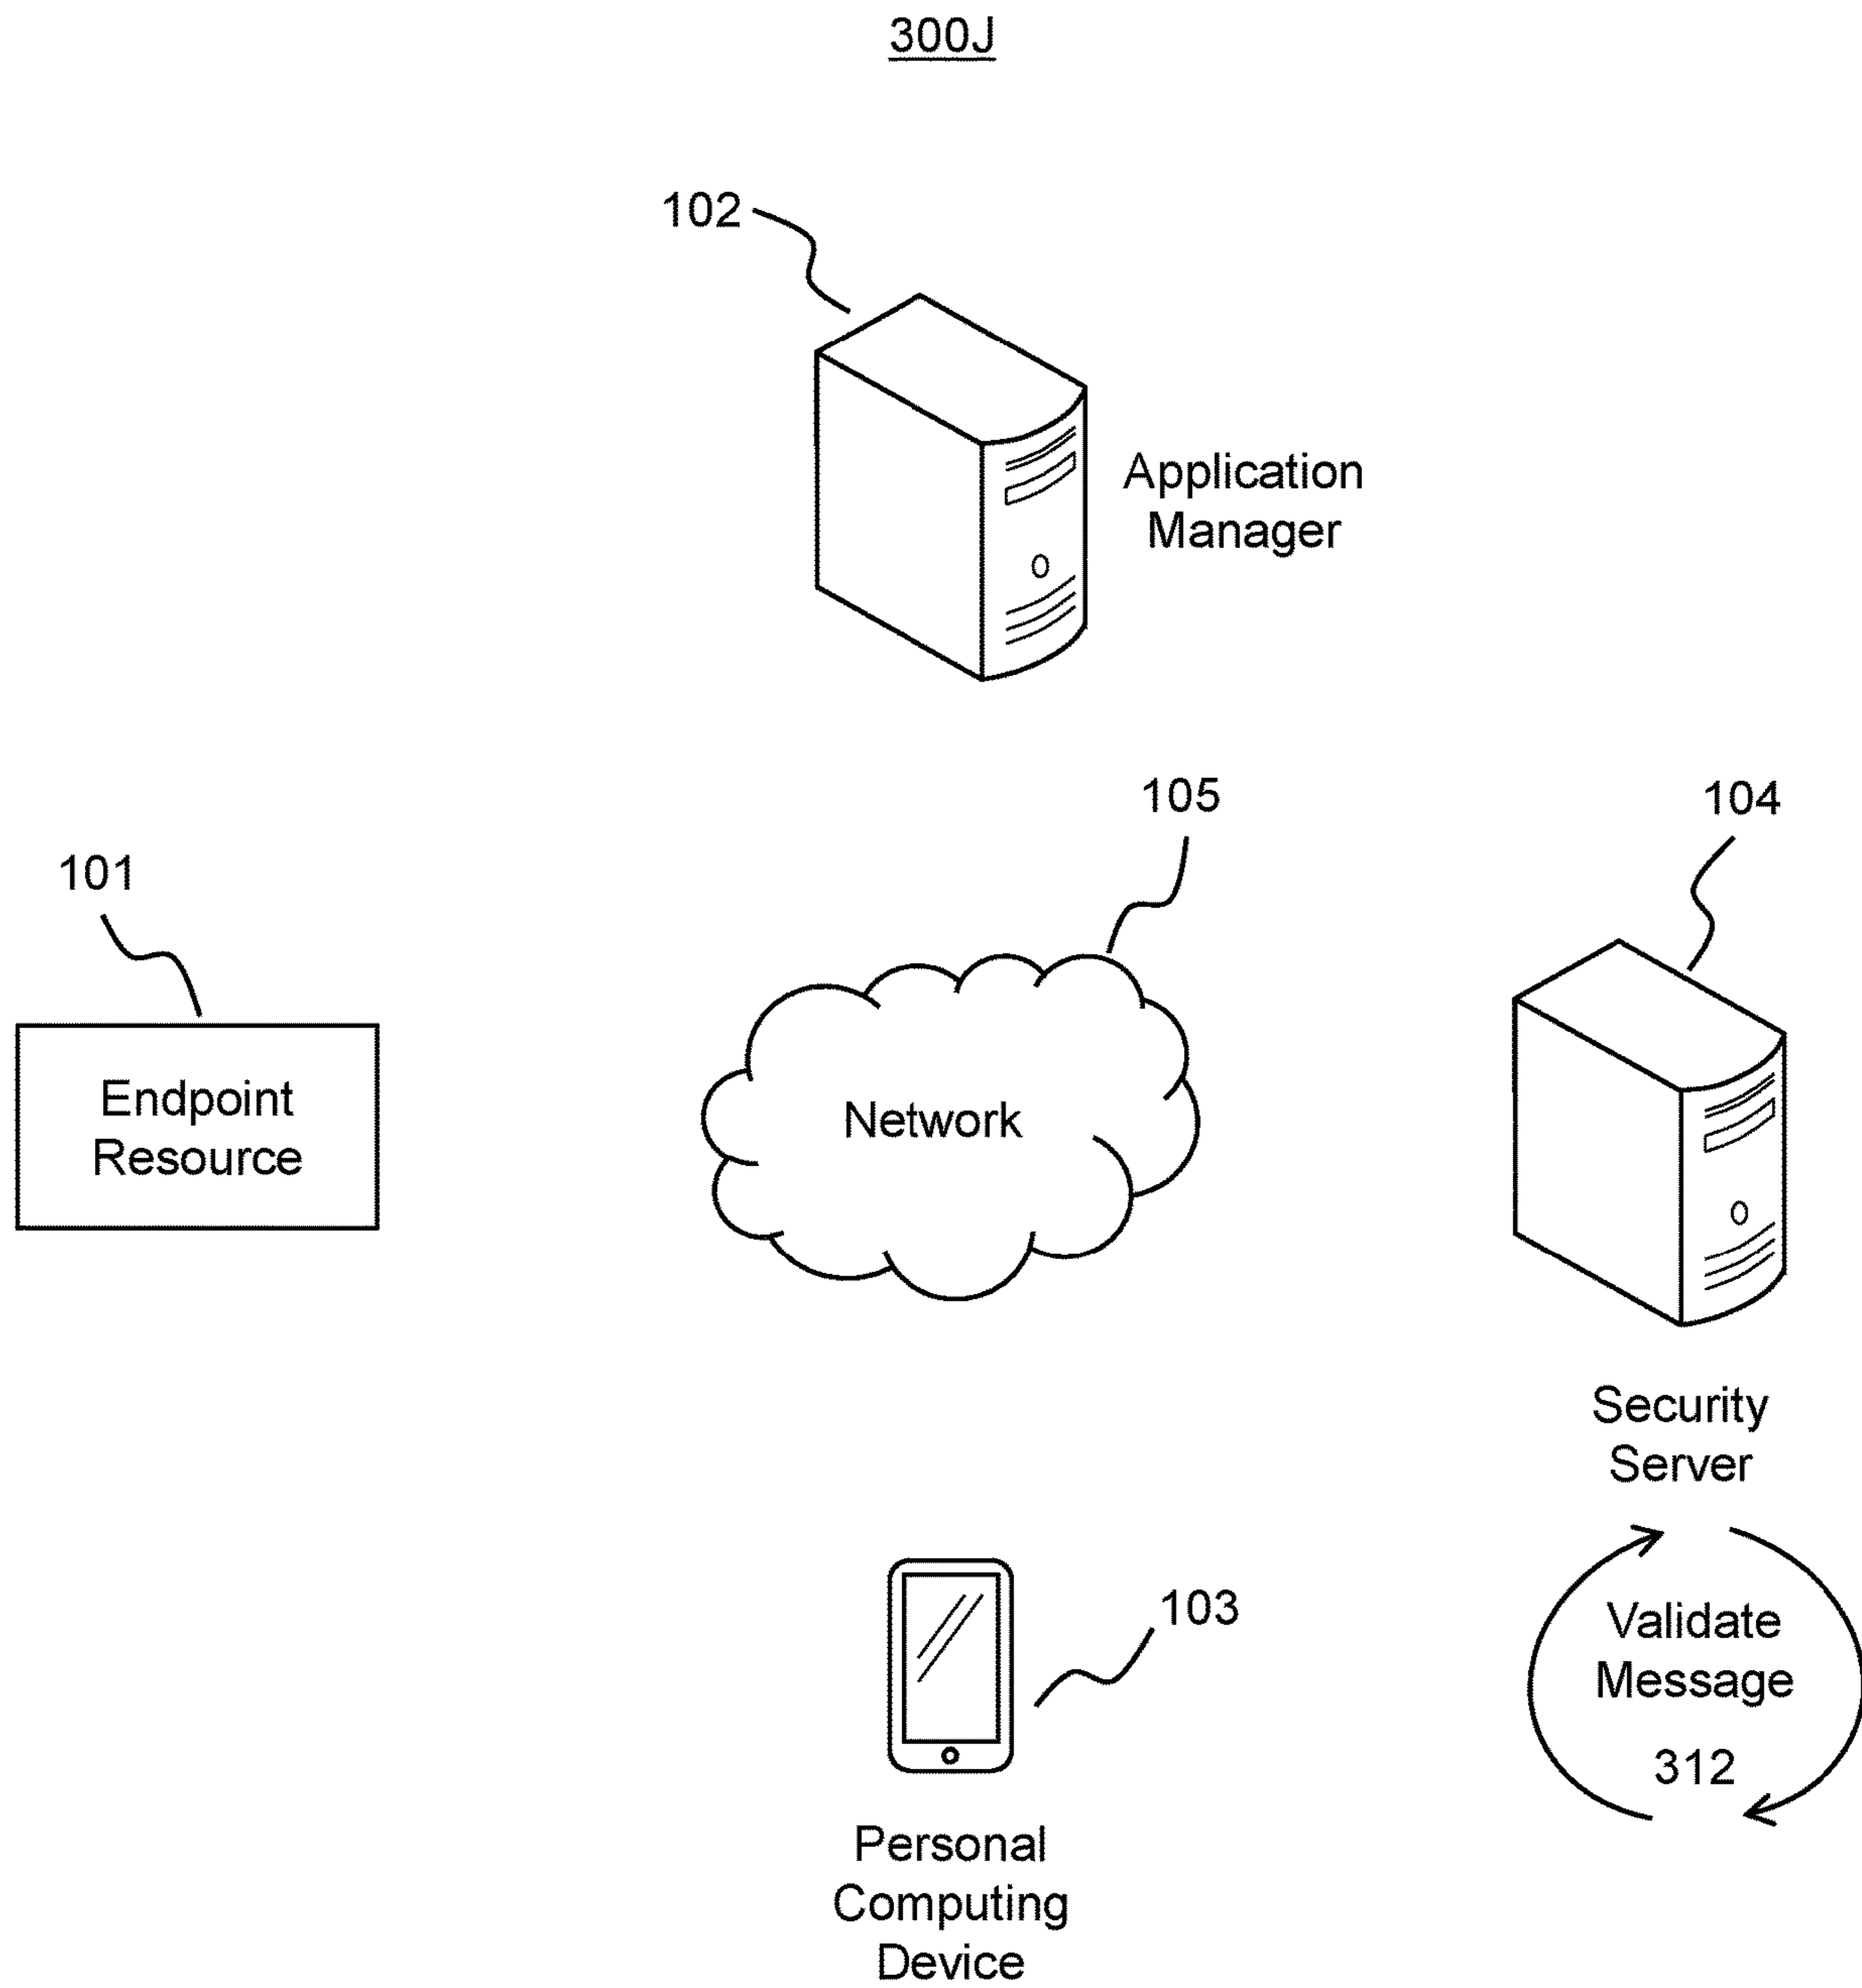 300J
102
Application
Manager
105
104
101
Endpoint
Resource
Network
Security
Server
103
Validate
Message
312
Personal
Computing
Device